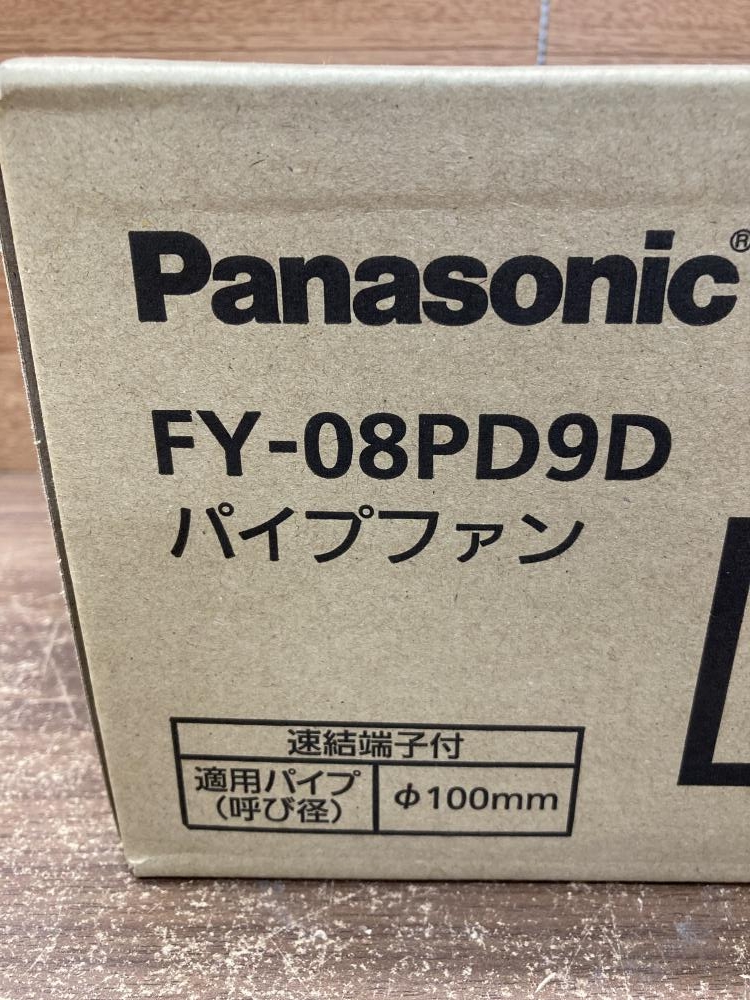 Panasonic®
FY-08PD9D
パイプファン
速結端子付
適用パイプ
(呼び径)
φ100mm